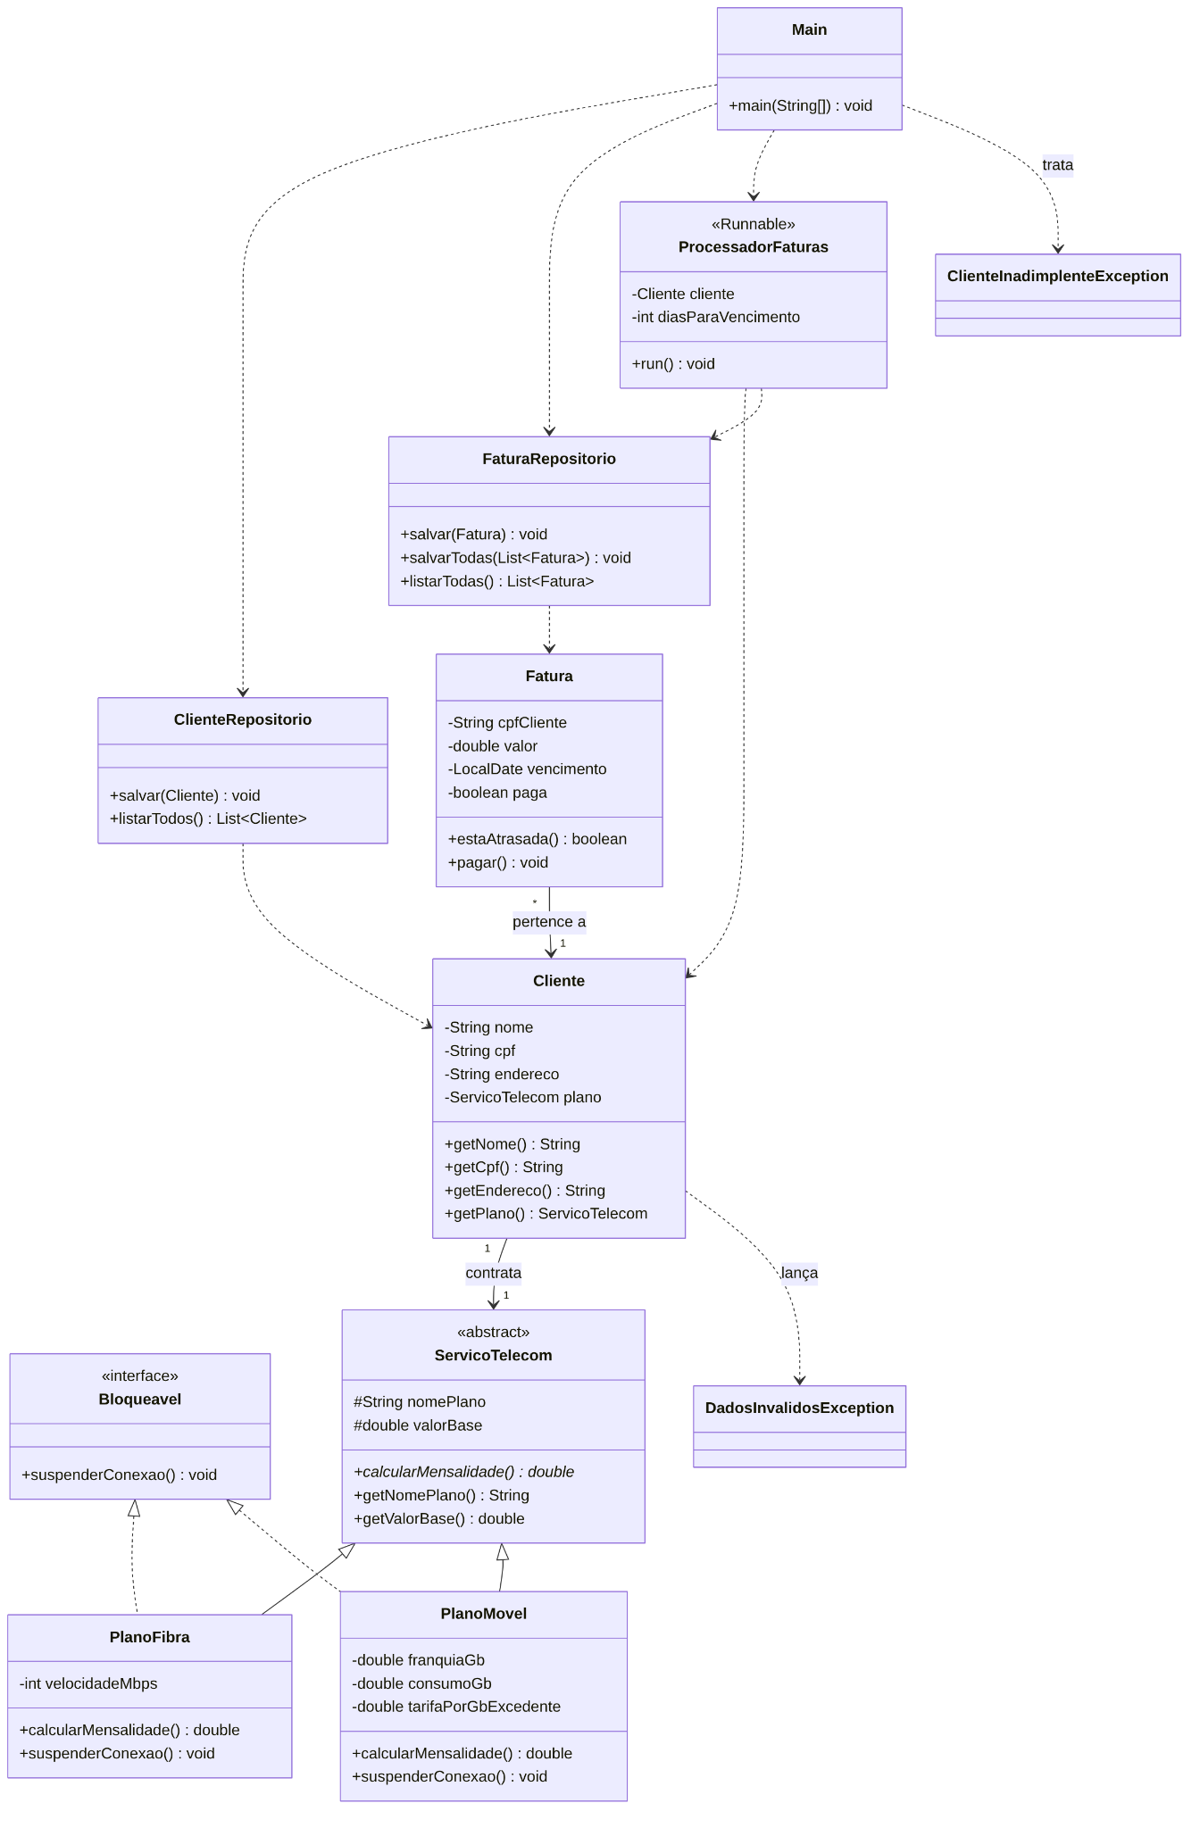 Main
+main(String[]) : void
trata
«Runnable»
ProcessadorFaturas
-Cliente cliente
-int diasParaVencimento
+run() : void
ClienteInadimplenteException
FaturaRepositorio
+salvar(Fatura) : void
+salvarTodas(List<Fatura>) : void
+listarTodas() : List<Fatura>
Fatura
-String cpfCliente
-double valor
-LocalDate vencimento
-boolean paga
+estaAtrasada() : boolean
+pagar() : void
ClienteRepositorio
+salvar(Cliente) : void
+listarTodos() : List<Cliente>
*
pertence a
1
Cliente
-String nome
-String cpf
-String endereco
-ServicoTelecom plano
+getNome() : String
+getCpf() : String
+getEndereco() : String
+getPlano() : ServicoTelecom
1
contrata
1
lança
«abstract»
ServicoTelecom
#String nomePlano
#double valorBase
+calcularMensalidade() : double
+getNomePlano() : String
+getValorBase() : double
«interface»
Bloqueavel
+suspenderConexao() : void
DadosInvalidosException
PlanoFibra
-int velocidadeMbps
+calcularMensalidade() : double
+suspenderConexao() : void
PlanoMovel
-double franquiaGb
-double consumoGb
-double tarifaPorGbExcedente
+calcularMensalidade() : double
+suspenderConexao() : void